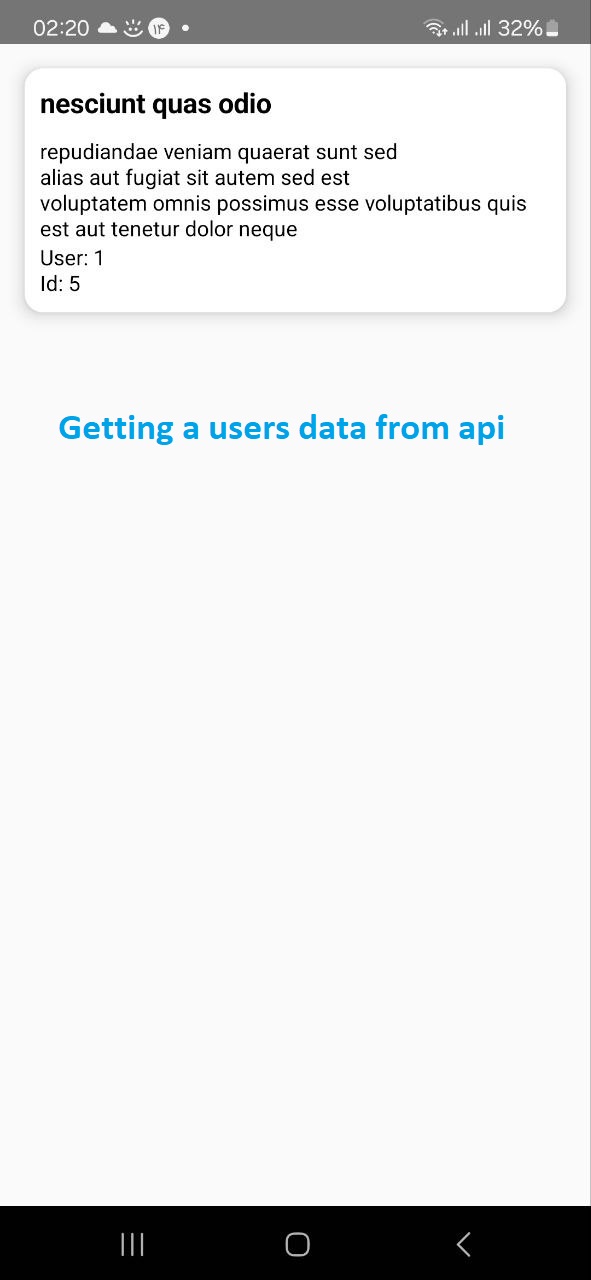 02:20 ۱۴ 32%
nesciunt quas odio
repudiandae veniam quaerat sunt sed
alias aut fugiat sit autem sed est
voluptatem omnis possimus esse voluptatibus quis
est aut tenetur dolor neque
User: 1
Id: 5
Getting a users data from api